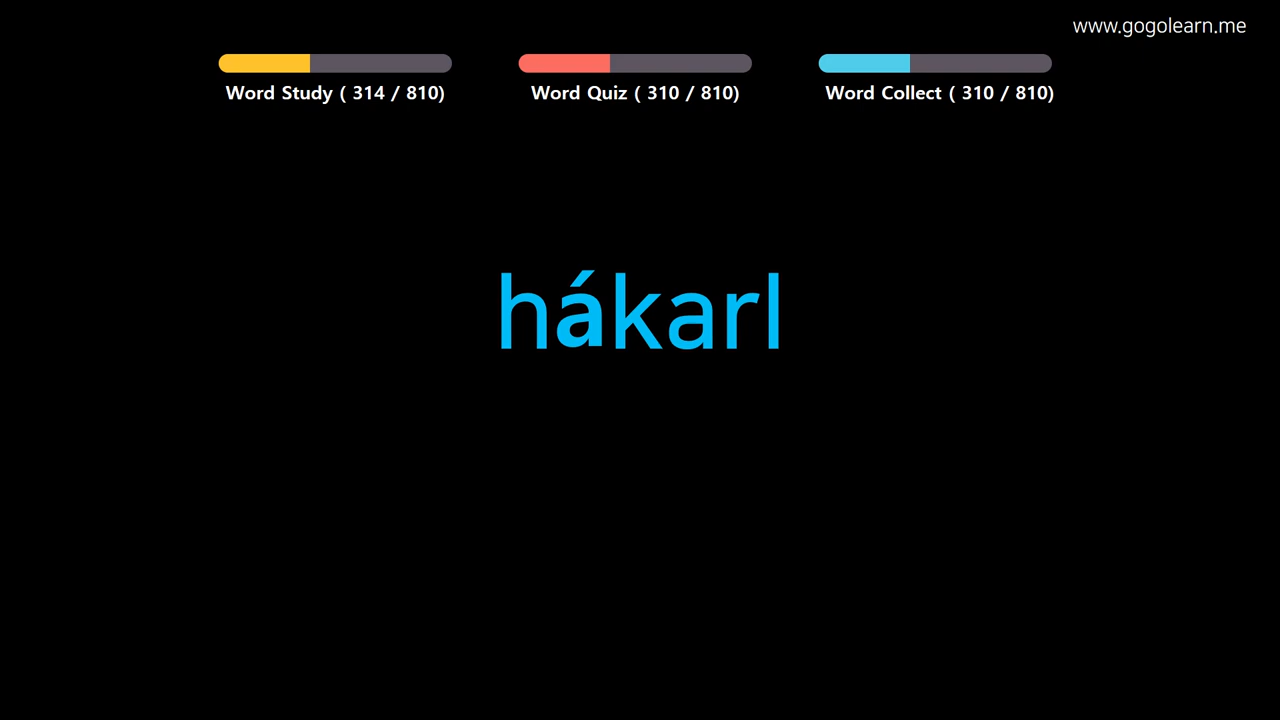 www.gogolearn.me
Word Study ( 314 / 810)
Word Quiz ( 310 / 810)
Word Collect ( 310 / 810)
hákarl